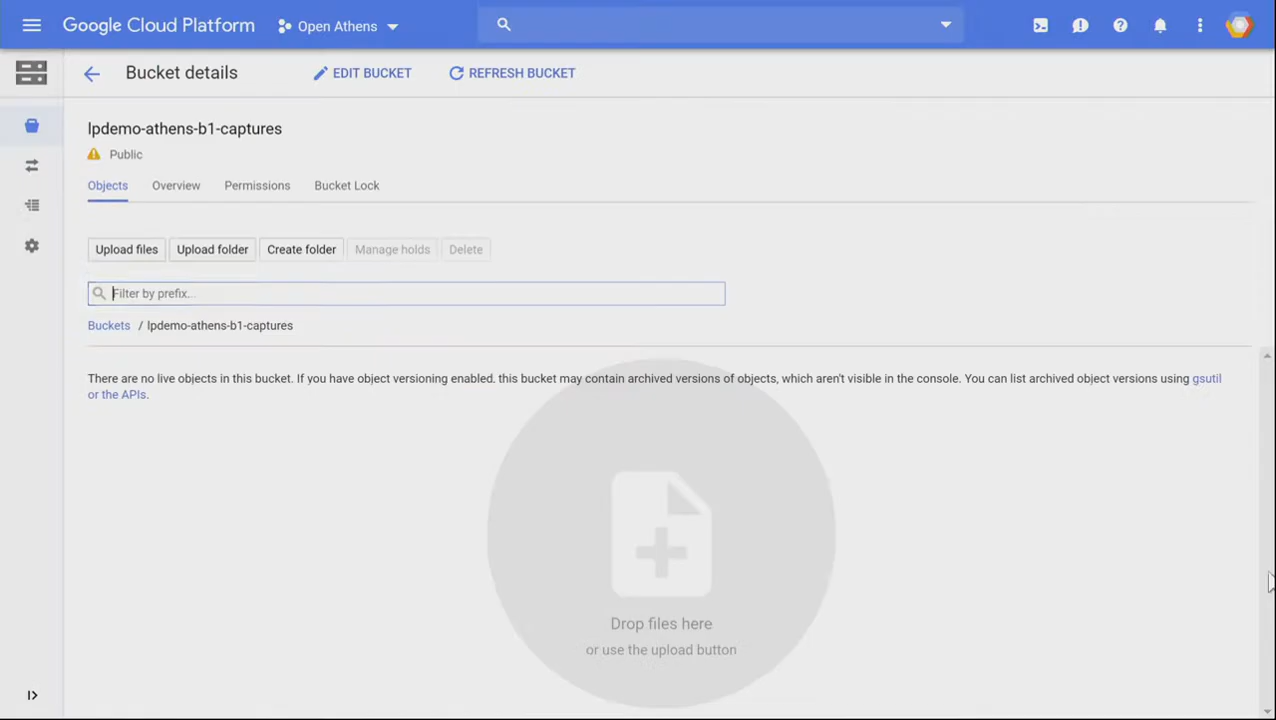 Google Cloud Platform Open Athens
Bucket details EDIT BUCKET REFRESH BUCKET
lpdemo-athens-b1-captures
Public
Objects Overview Permissions Bucket Lock
Upload files Upload folder Create folder Manage holds Delete
Filter by prefix...
Buckets / lpdemo-athens-b1-captures
There are no live objects in this bucket. If you have object versioning enabled. this bucket may contain archived versions of objects, which aren't visible in the console. You can list archived object versions using gsutil
or the APIs.
Drop files here
or use the upload button